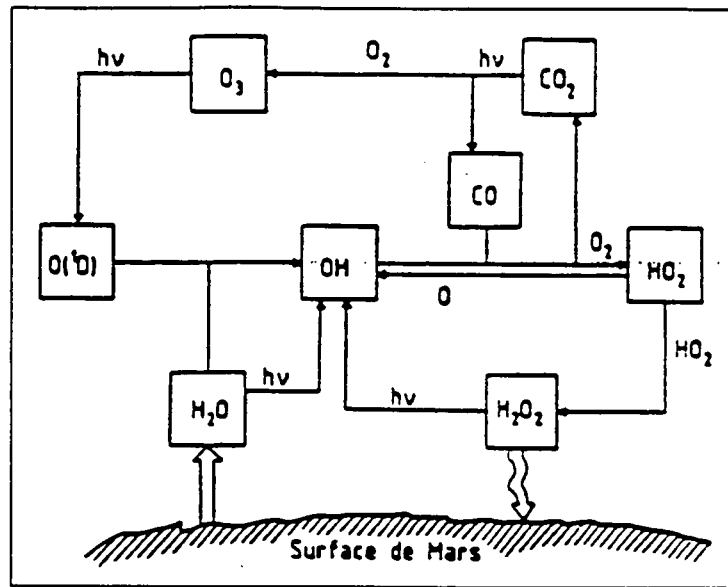 hν O₃ O₂ hν CO₂
CO
O(¹D) OH O₂ HO₂
O
HO₂
H₂O hν hν H₂O₂
Surface de Mars